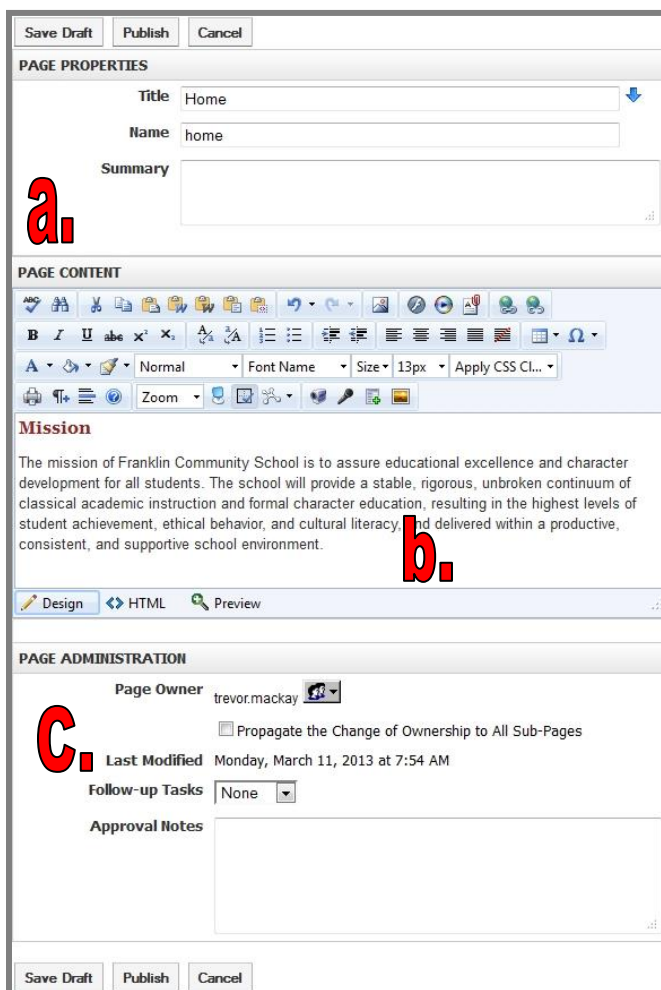 Save Draft Publish Cancel
PAGE PROPERTIES
Title Home
Name home
Summary
a.
PAGE CONTENT
ABC
B I U abc x² x₂
A Normal Font Name Size 13px Apply CSS Cl...
Zoom
Mission
The mission of Franklin Community School is to assure educational excellence and character
development for all students. The school will provide a stable, rigorous, unbroken continuum of
classical academic instruction and formal character education, resulting in the highest levels of
student achievement, ethical behavior, and cultural literacy, and delivered within a productive,
consistent, and supportive school environment.
b.
Design HTML Preview
PAGE ADMINISTRATION
Page Owner trevor.mackay
Propagate the Change of Ownership to All Sub-Pages
c.
Last Modified Monday, March 11, 2013 at 7:54 AM
Follow-up Tasks None
Approval Notes
Save Draft Publish Cancel